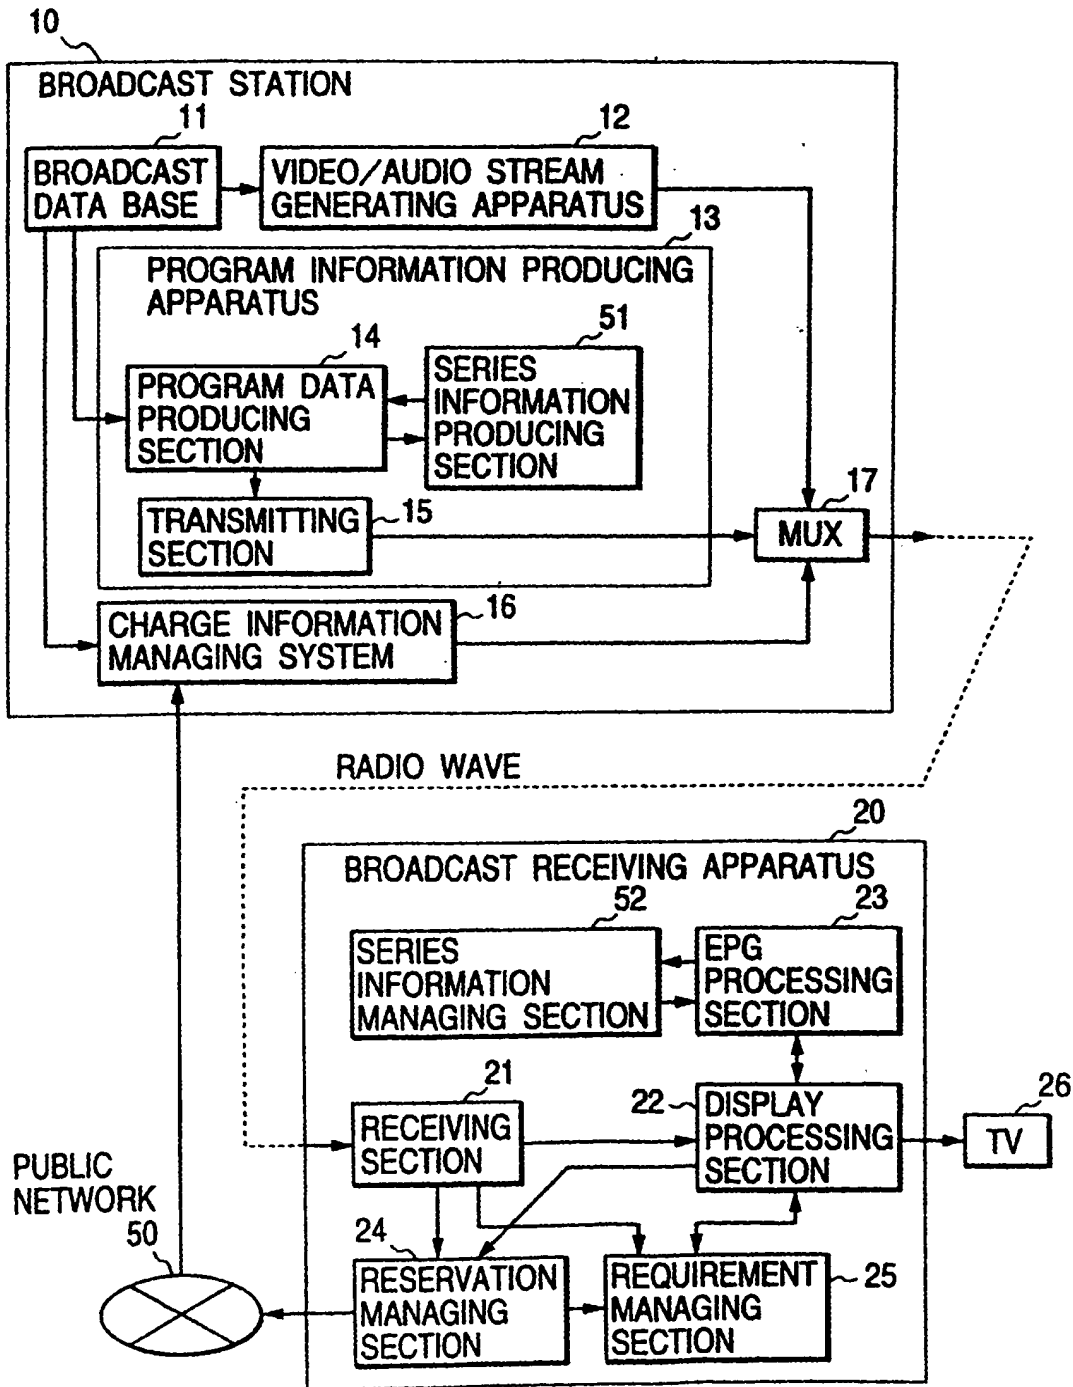 10
BROADCAST STATION
11
BROADCAST
DATA BASE
12
VIDEO/AUDIO STREAM
GENERATING APPARATUS
13
PROGRAM INFORMATION PRODUCING
APPARATUS
14
PROGRAM DATA
PRODUCING
SECTION
51
SERIES
INFORMATION
PRODUCING
SECTION
TRANSMITTING
SECTION
15
17
MUX
16
CHARGE INFORMATION
MANAGING SYSTEM
RADIO WAVE
20
BROADCAST RECEIVING APPARATUS
52
SERIES
INFORMATION
MANAGING SECTION
23
EPG
PROCESSING
SECTION
21
RECEIVING
SECTION
22
DISPLAY
PROCESSING
SECTION
26
TV
PUBLIC
NETWORK
50
24
RESERVATION
MANAGING
SECTION
REQUIREMENT
MANAGING
SECTION
25